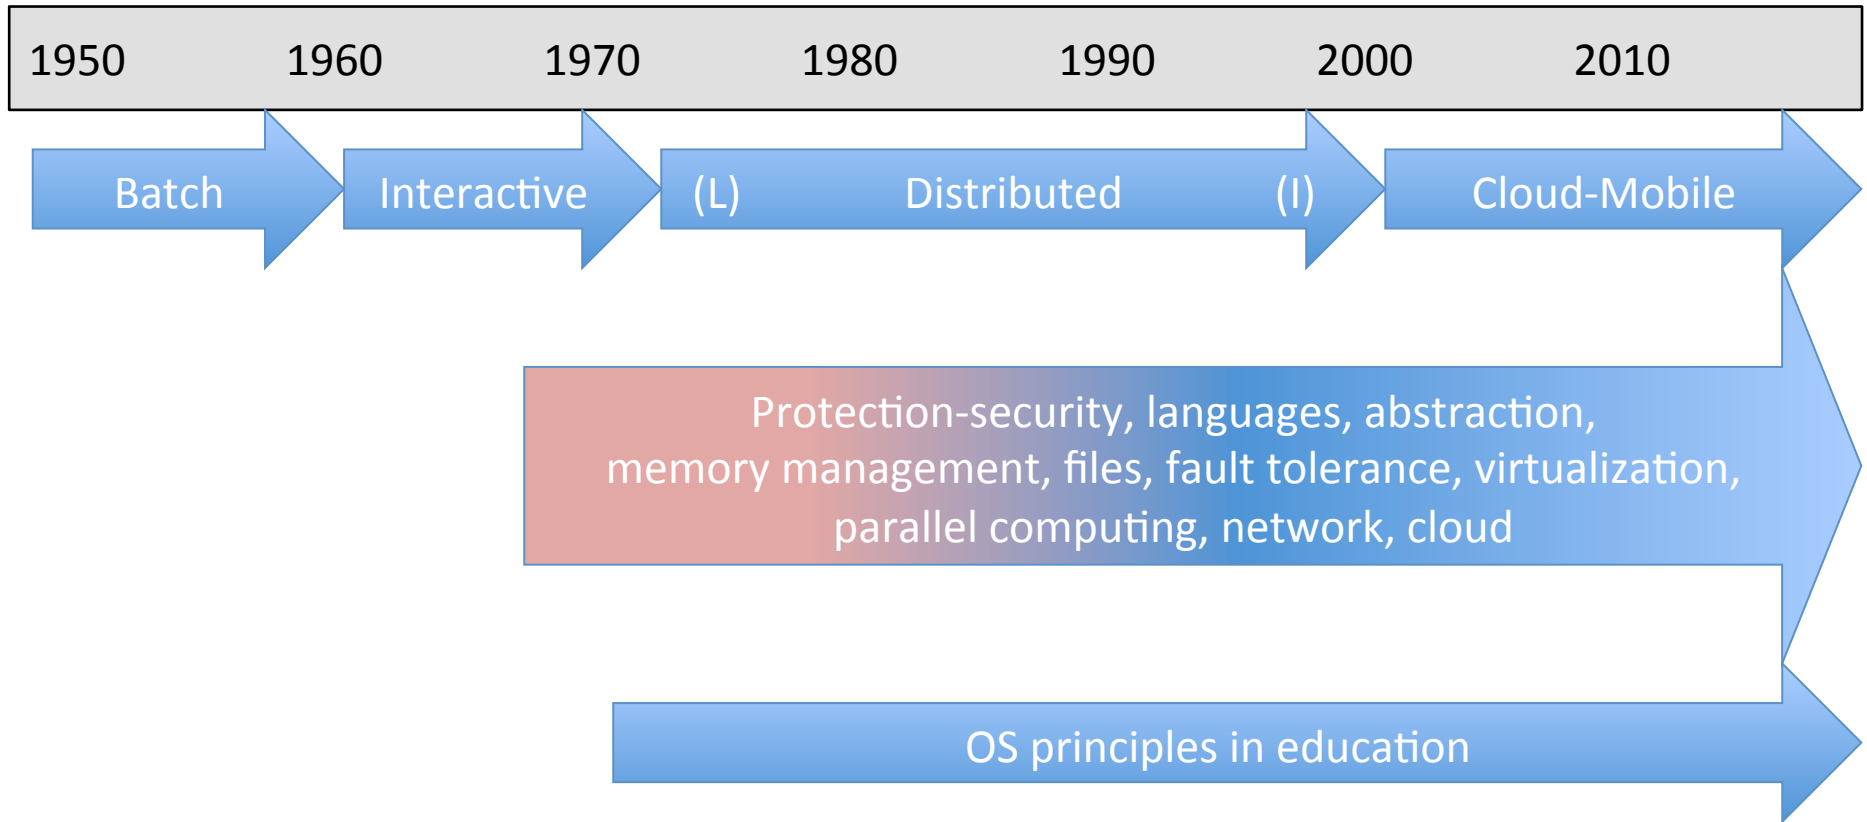 1950 1960 1970 1980 1990 2000 2010
Batch Interactive (L) Distributed (I) Cloud-Mobile
Protection-security, languages, abstraction,
memory management, files, fault tolerance, virtualization,
parallel computing, network, cloud
OS principles in education